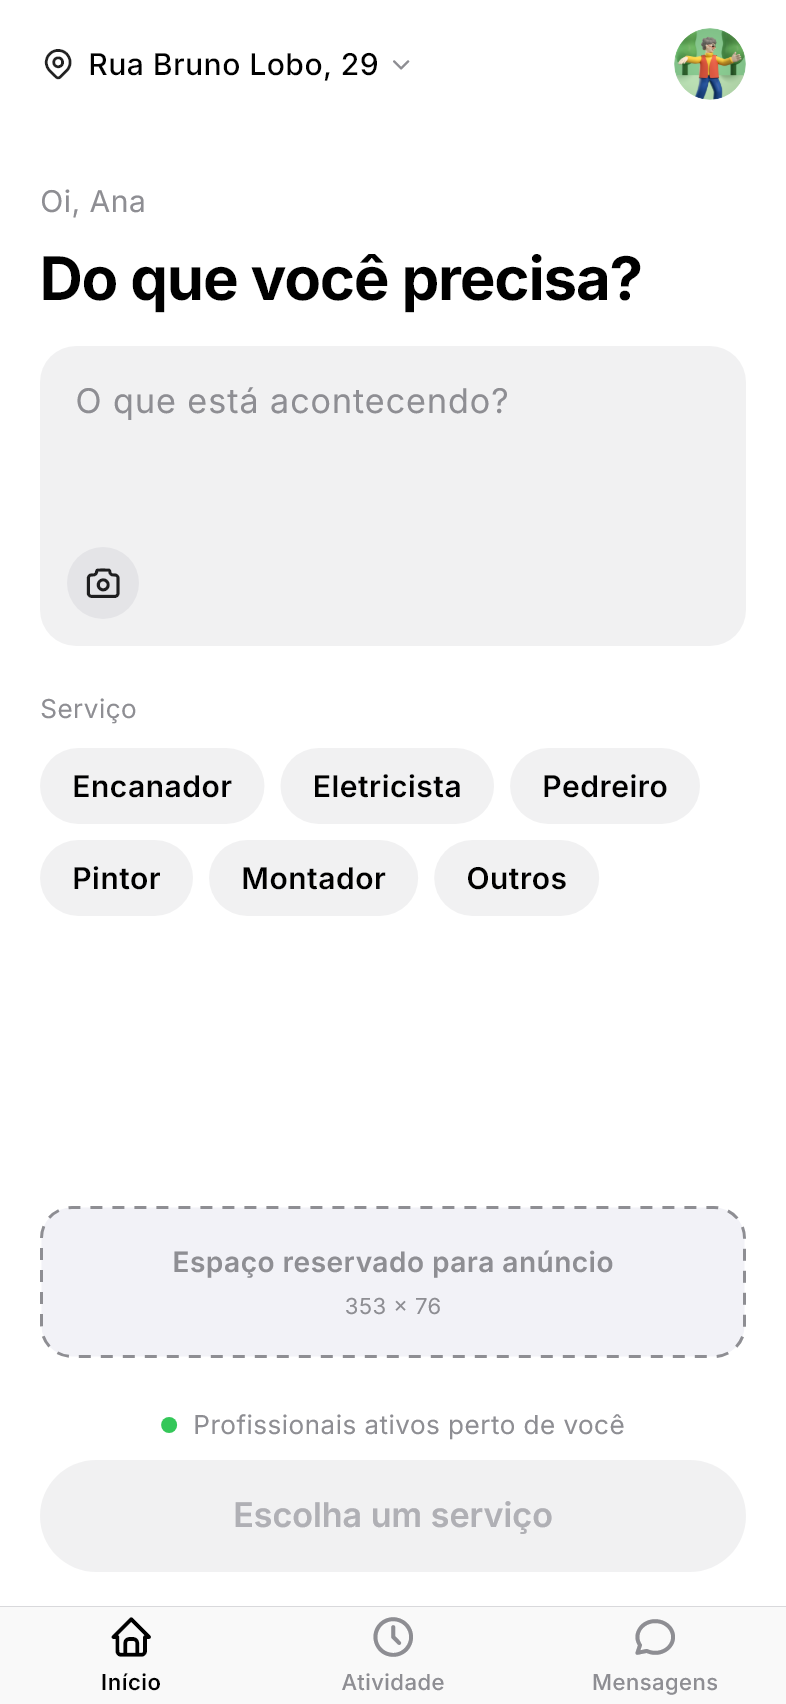 Rua Bruno Lobo, 29
Oi, Ana
Do que você precisa?
O que está acontecendo?
Serviço
Encanador
Eletricista
Pedreiro
Pintor
Montador
Outros
Espaço reservado para anúncio
353 × 76
Profissionais ativos perto de você
Escolha um serviço
Início
Atividade
Mensagens